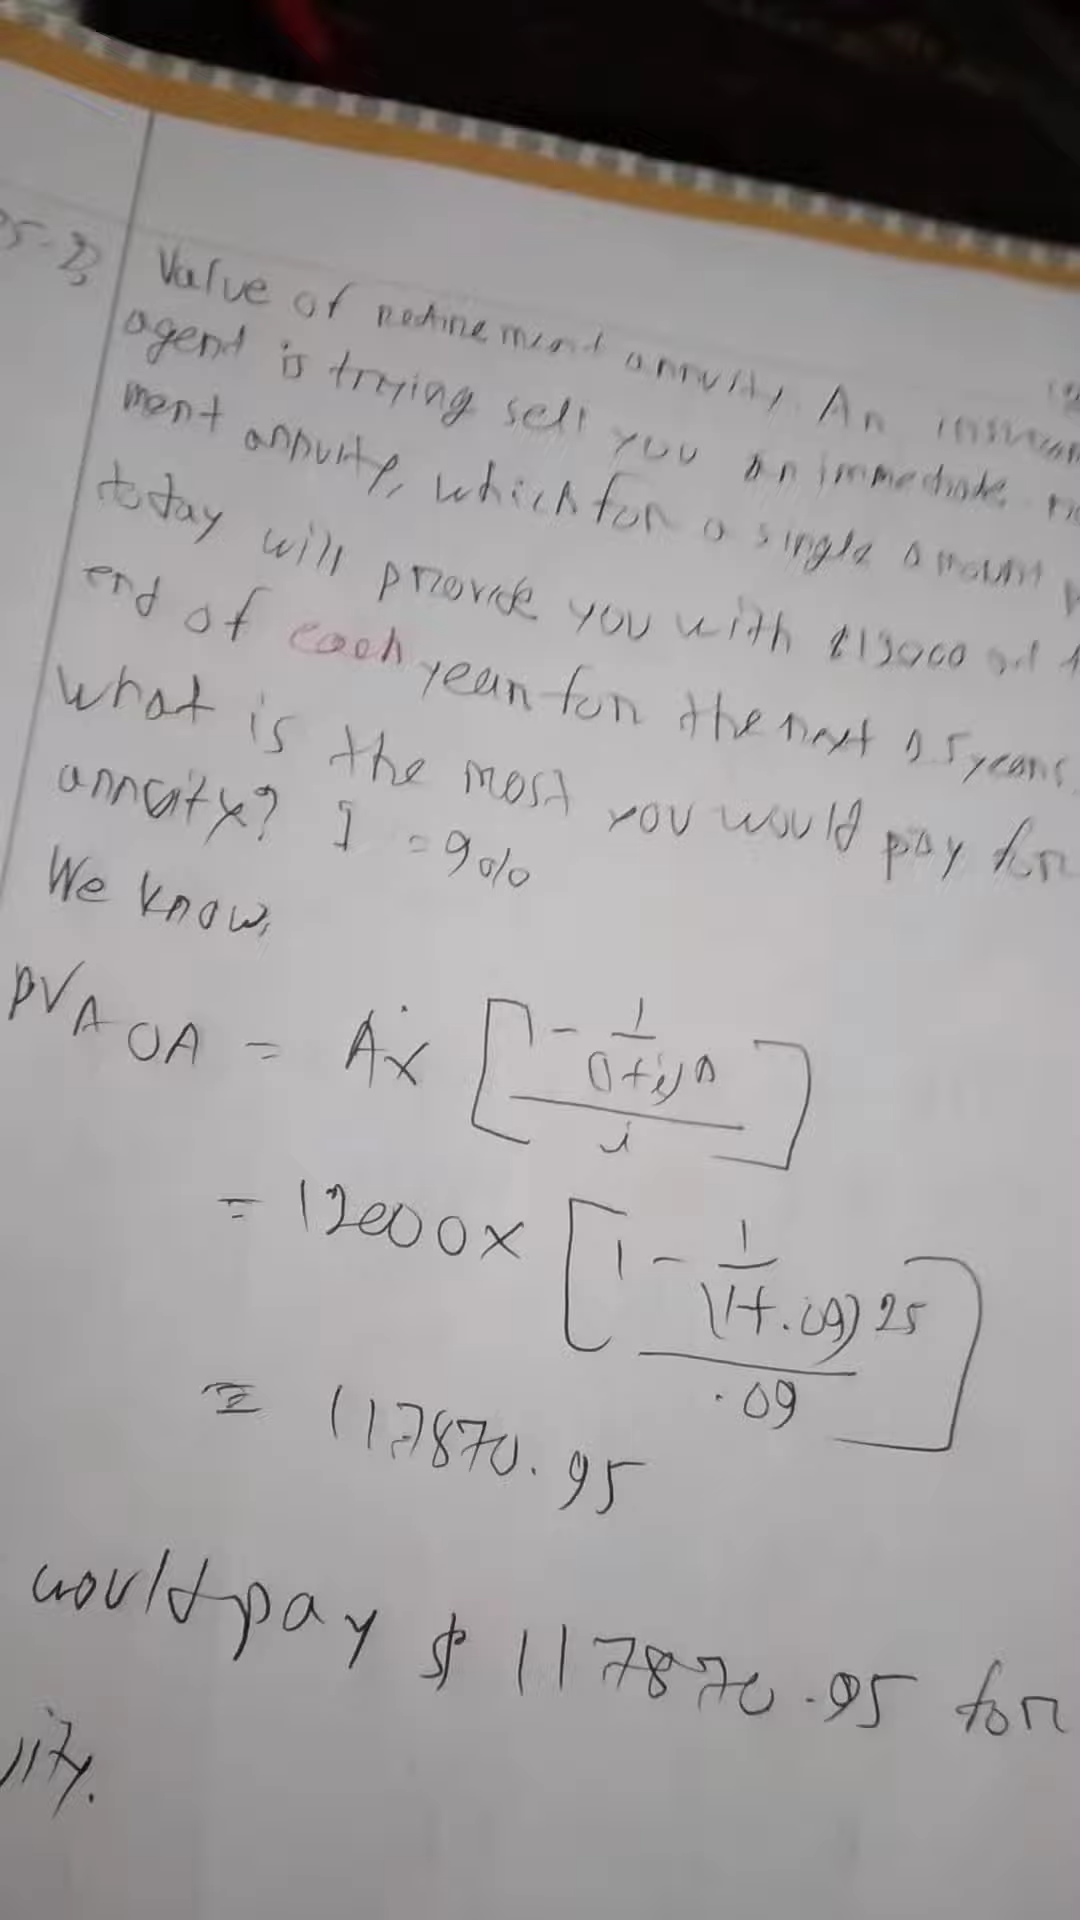 Value of retirement annuity. An
agent is trying sell you an immediate
ment annuity, which for a single amount
today will provide you with $12000 at
end of each year for the next 25 years.
what is the most you would pay for
annuity? I = 9%
We know,
PVAOA = A × [1 - 1/(1+i)n / i]
= 12000 × [1 - 1/(1+.09)25 / .09]
= 117870.95
would pay $ 117870.95 for